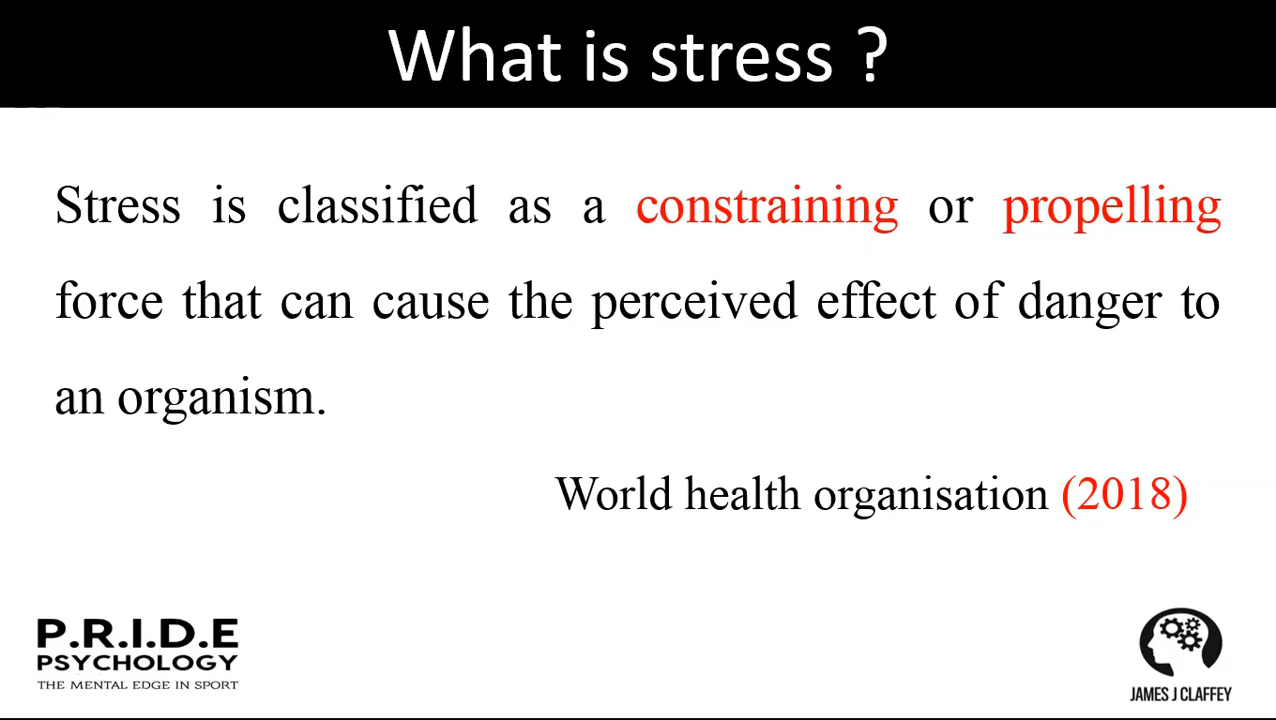 What is stress ?
Stress is classified as a constraining or propelling
force that can cause the perceived effect of danger to
an organism.
World health organisation (2018)
P.R.I.D.E
PSYCHOLOGY
THE MENTAL EDGE IN SPORT
JAMES J CLAFFEY